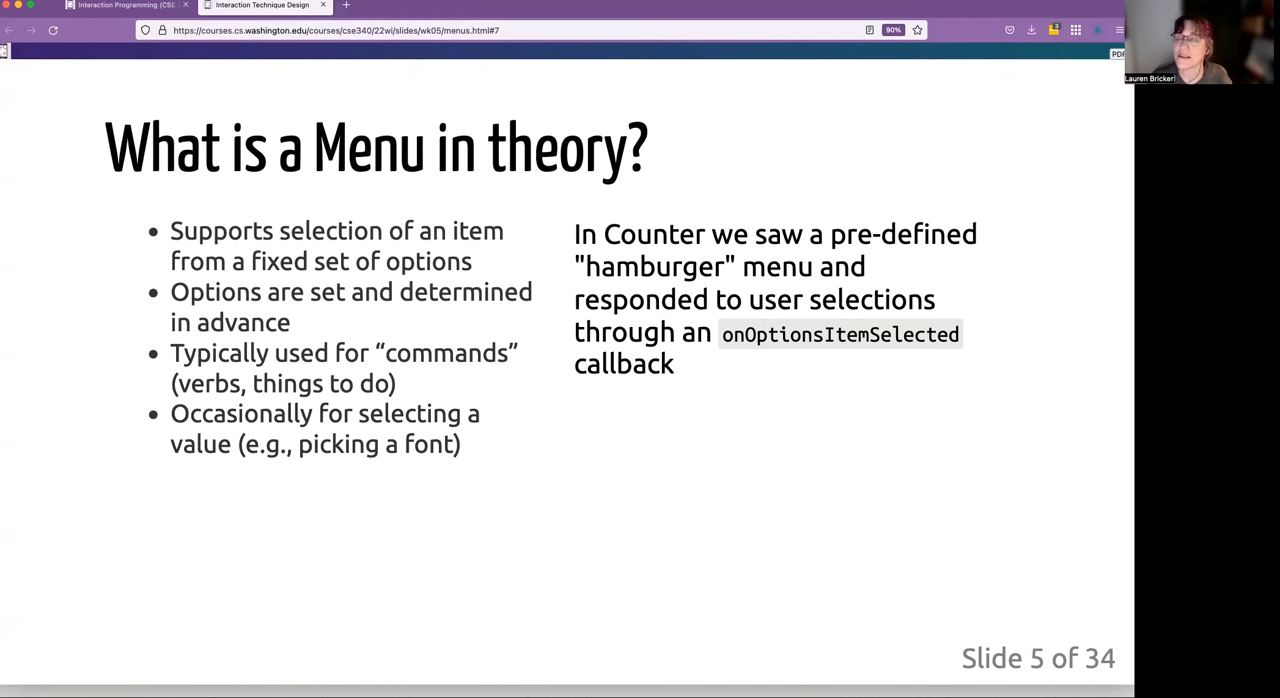 Interaction Programming (CSE
Interaction Technique Design
https://courses.cs.washington.edu/courses/cse340/22wi/slides/wk05/menus.html#7
90%
3
PDF
Lauren Bricker
What is a Menu in theory?
• Supports selection of an item
from a fixed set of options
• Options are set and determined
in advance
• Typically used for “commands”
(verbs, things to do)
• Occasionally for selecting a
value (e.g., picking a font)
In Counter we saw a pre-defined
"hamburger" menu and
responded to user selections
through an onOptionsItemSelected
callback
Slide 5 of 34